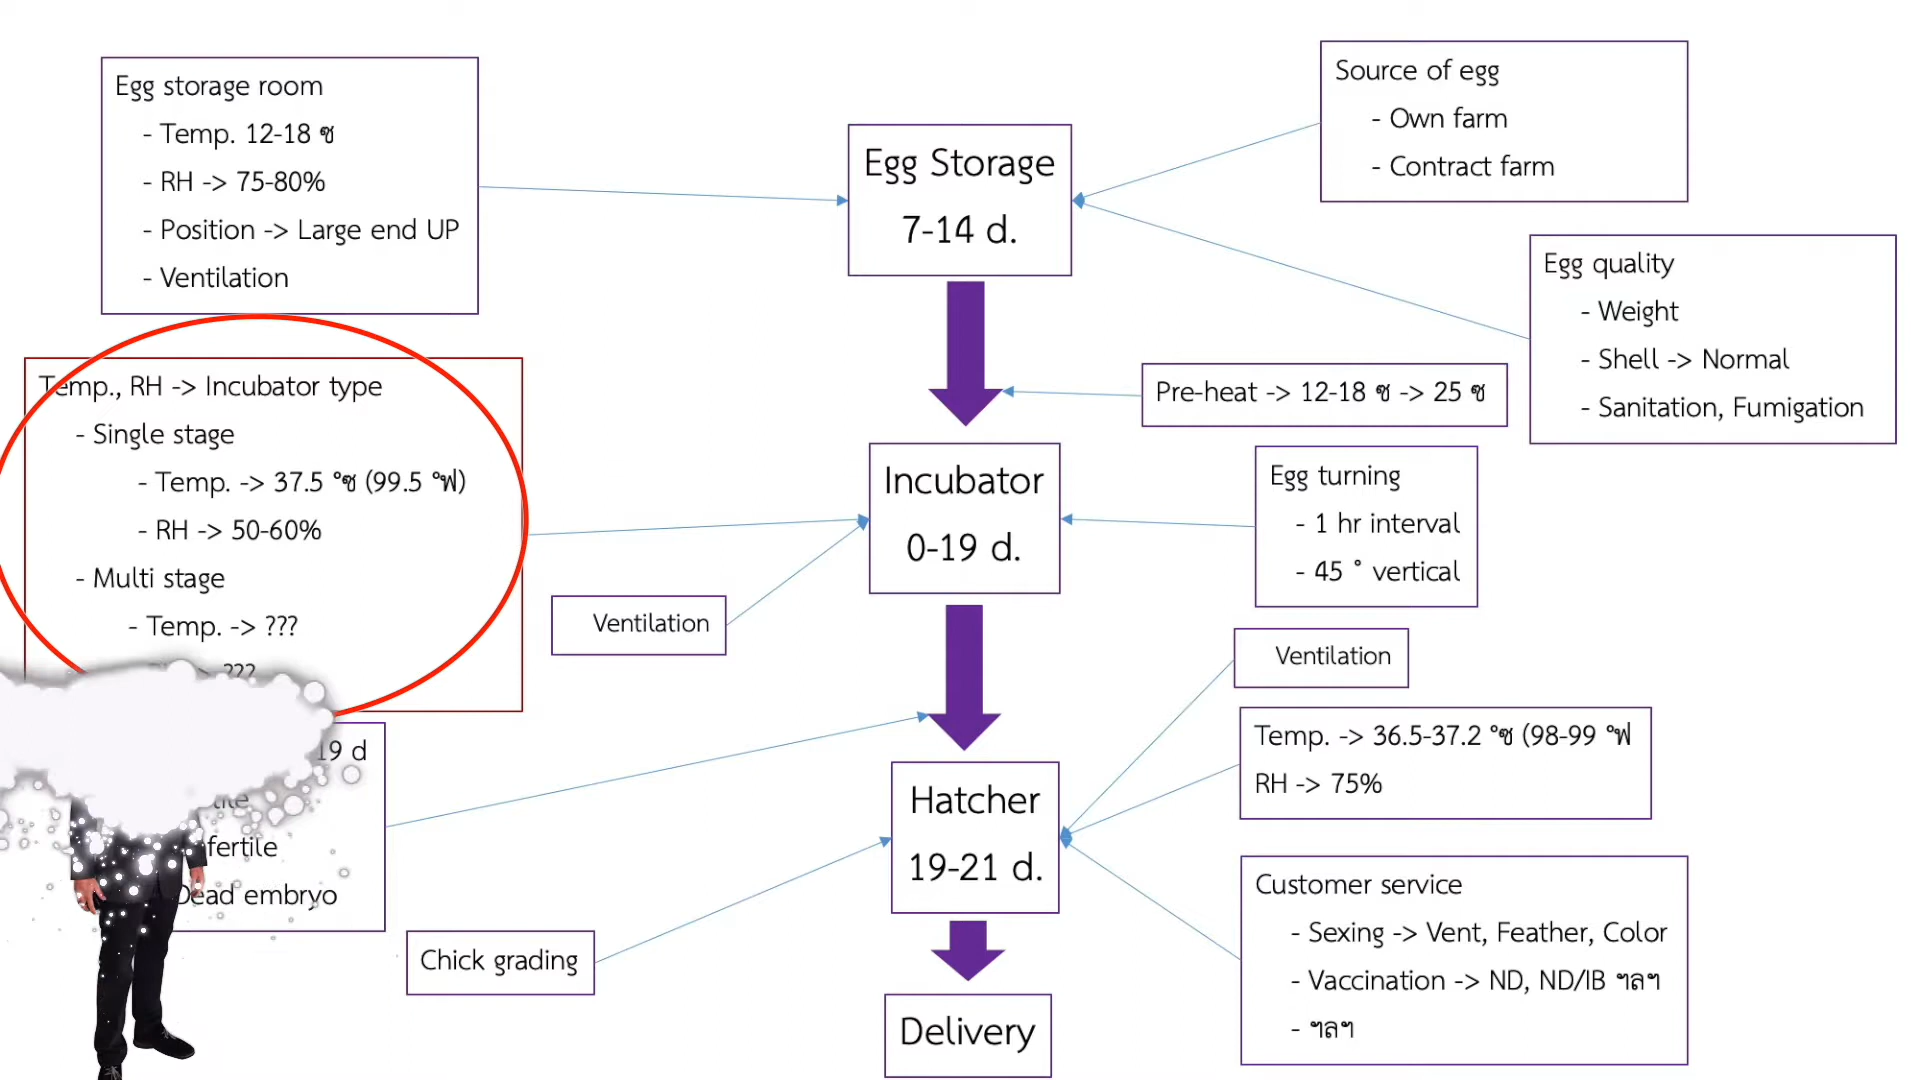 Egg storage room
- Temp. 12-18 ซ
- RH -> 75-80%
- Position -> Large end UP
- Ventilation
Egg Storage
7-14 d.
Source of egg
- Own farm
- Contract farm
Egg quality
- Weight
- Shell -> Normal
- Sanitation, Fumigation
Temp., RH -> Incubator type
- Single stage
- Temp. -> 37.5 °ซ (99.5 °ฟ)
- RH -> 50-60%
- Multi stage
- Temp. -> ???
???
Pre-heat -> 12-18 ซ -> 25 ซ
Incubator
0-19 d.
Egg turning
- 1 hr interval
- 45 ° vertical
Ventilation
Ventilation
Temp. -> 36.5-37.2 °ซ (98-99 °ฟ
RH -> 75%
19 d
Dead embryo
Hatcher
19-21 d.
Chick grading
Customer service
- Sexing -> Vent, Feather, Color
- Vaccination -> ND, ND/IB ฯลฯ
- ฯลฯ
Delivery